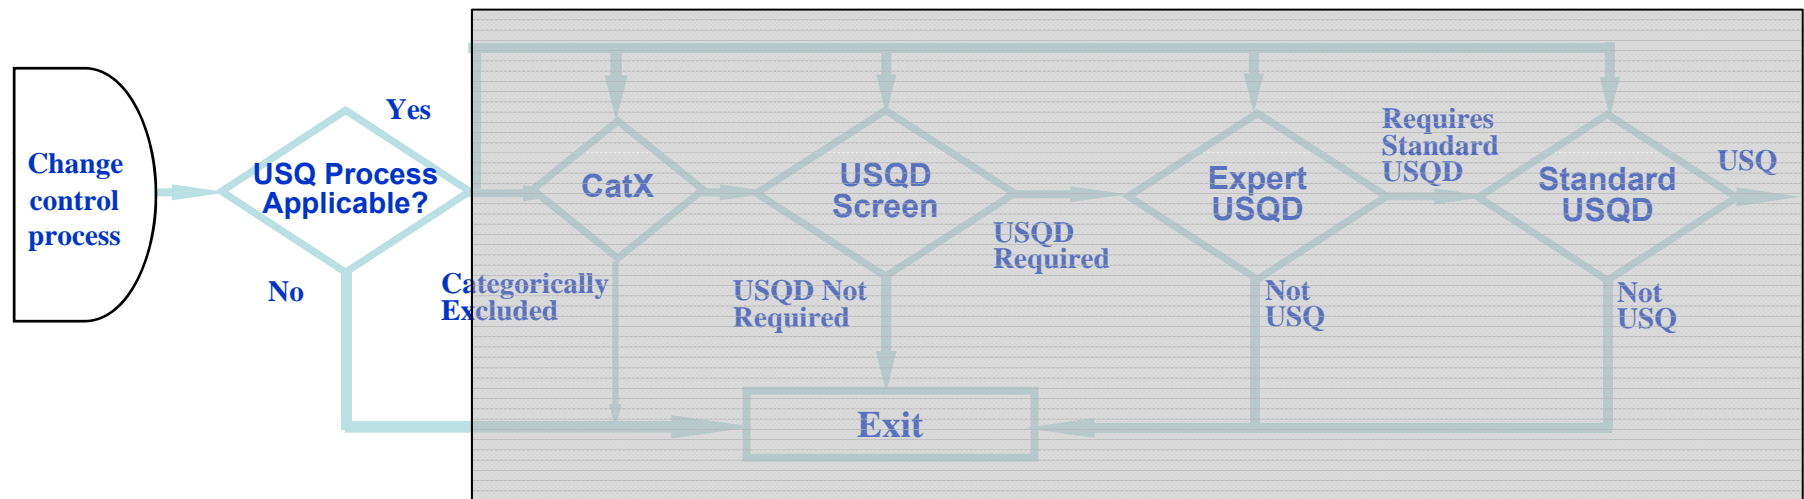 Change
control
process
Yes
USQ Process
Applicable?
No
CatX
Categorically
Excluded
USQD
Screen
USQD Not
Required
USQD
Required
Expert
USQD
Not
USQ
Requires
Standard
USQD
Standard
USQD
Not
USQ
USQ
Exit